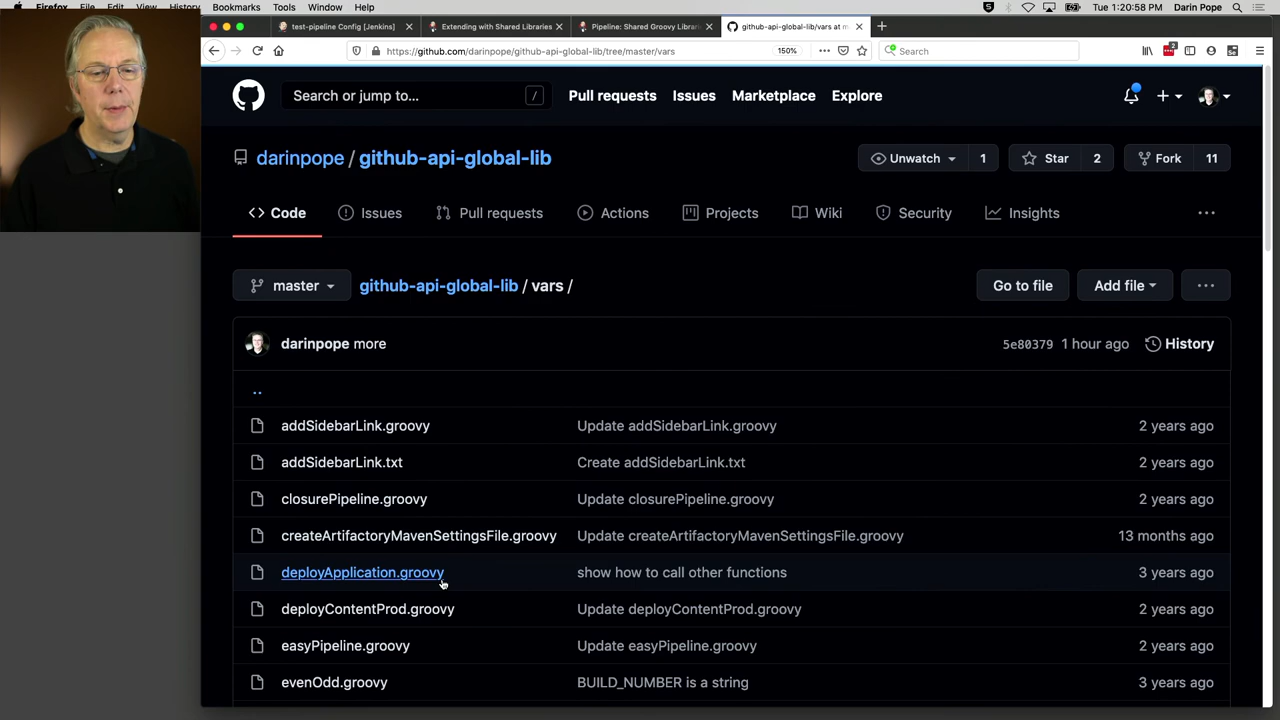 Firefox File Edit View History Bookmarks Tools Window Help
Tue 1:20:58 PM Darin Pope
test-pipeline Config [Jenkins]
Extending with Shared Libraries
Pipeline: Shared Groovy Librari
github-api-global-lib/vars at m
https://github.com/darinpope/github-api-global-lib/tree/master/vars
150%
Search
Search or jump to... /
Pull requests Issues Marketplace Explore
darinpope / github-api-global-lib
Unwatch 1
Star 2
Fork 11
Code Issues Pull requests Actions Projects Wiki Security Insights
master github-api-global-lib / vars /
Go to file Add file
darinpope more 5e80379 1 hour ago History
..
addSidebarLink.groovy Update addSidebarLink.groovy 2 years ago
addSidebarLink.txt Create addSidebarLink.txt 2 years ago
closurePipeline.groovy Update closurePipeline.groovy 2 years ago
createArtifactoryMavenSettingsFile.groovy Update createArtifactoryMavenSettingsFile.groovy 13 months ago
deployApplication.groovy show how to call other functions 3 years ago
deployContentProd.groovy Update deployContentProd.groovy 2 years ago
easyPipeline.groovy Update easyPipeline.groovy 2 years ago
evenOdd.groovy BUILD_NUMBER is a string 3 years ago